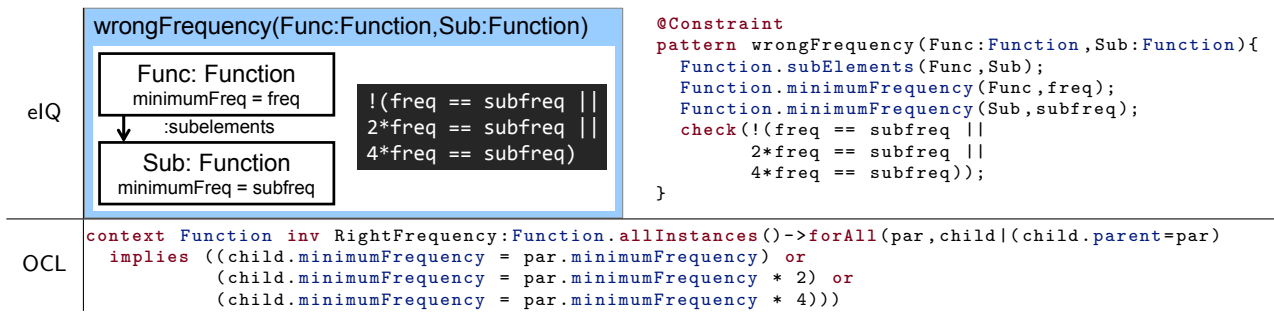 eIQ
wrongFrequency(Func:Function,Sub:Function)
Func: Function
minimumFreq = freq
:subelements
Sub: Function
minimumFreq = subfreq
!(freq == subfreq ||
2*freq == subfreq ||
4*freq == subfreq)
@Constraint
pattern wrongFrequency(Func:Function,Sub:Function){
Function.subElements(Func,Sub);
Function.minimumFrequency(Func,freq);
Function.minimumFrequency(Sub,subfreq);
check(!(freq == subfreq ||
2*freq == subfreq ||
4*freq == subfreq));
}
OCL
context Function inv RightFrequency:Function.allInstances()->forAll(par,child|(child.parent=par)
implies ((child.minimumFrequency = par.minimumFrequency) or
(child.minimumFrequency = par.minimumFrequency * 2) or
(child.minimumFrequency = par.minimumFrequency * 4)))